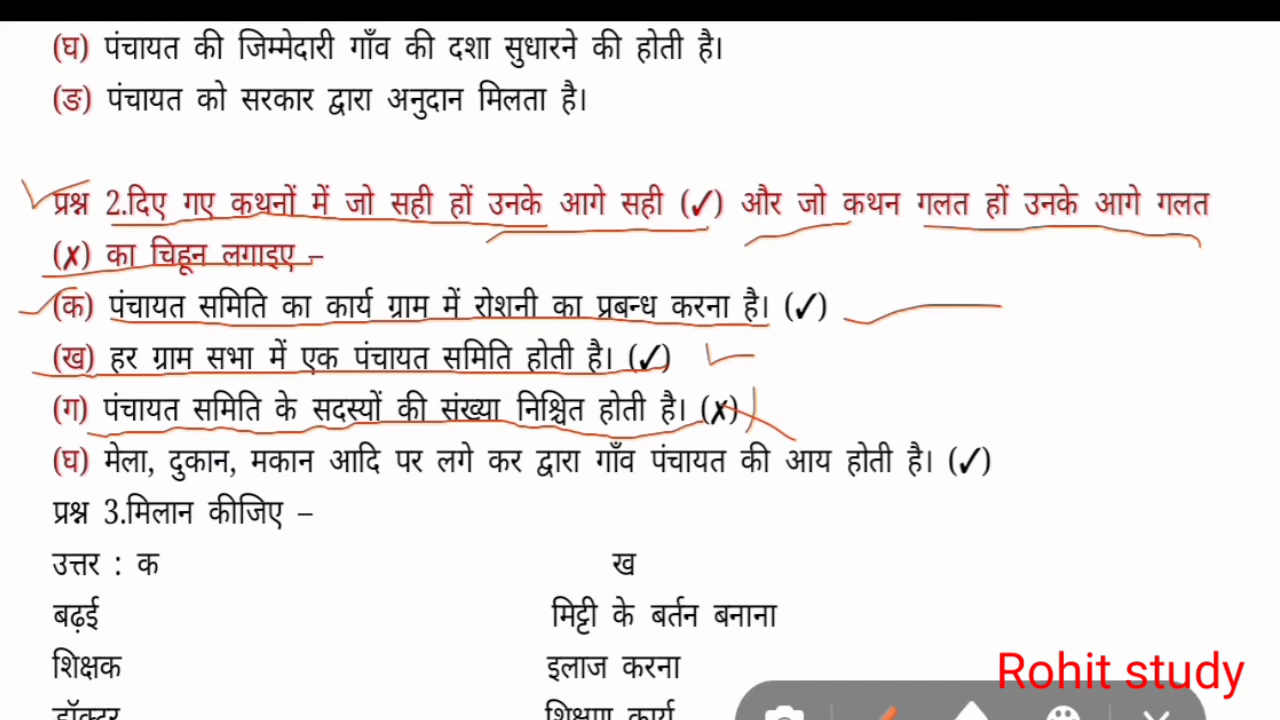 (घ) पंचायत की जिम्मेदारी गाँव की दशा सुधारने की होती है।
(ङ) पंचायत को सरकार द्वारा अनुदान मिलता है।
प्रश्न 2.दिए गए कथनों में जो सही हों उनके आगे सही (✓) और जो कथन गलत हों उनके आगे गलत
(✗) का चिहून लगाइए –
(क) पंचायत समिति का कार्य ग्राम में रोशनी का प्रबन्ध करना है। (✓)
(ख) हर ग्राम सभा में एक पंचायत समिति होती है। (✓)
(ग) पंचायत समिति के सदस्यों की संख्या निश्चित होती है। (✗)
(घ) मेला, दुकान, मकान आदि पर लगे कर द्वारा गाँव पंचायत की आय होती है। (✓)
प्रश्न 3.मिलान कीजिए –
उत्तर : क ख
बढ़ई मिट्टी के बर्तन बनाना
शिक्षक इलाज करना
डॉक्टर शिक्षण कार्य
Rohit study